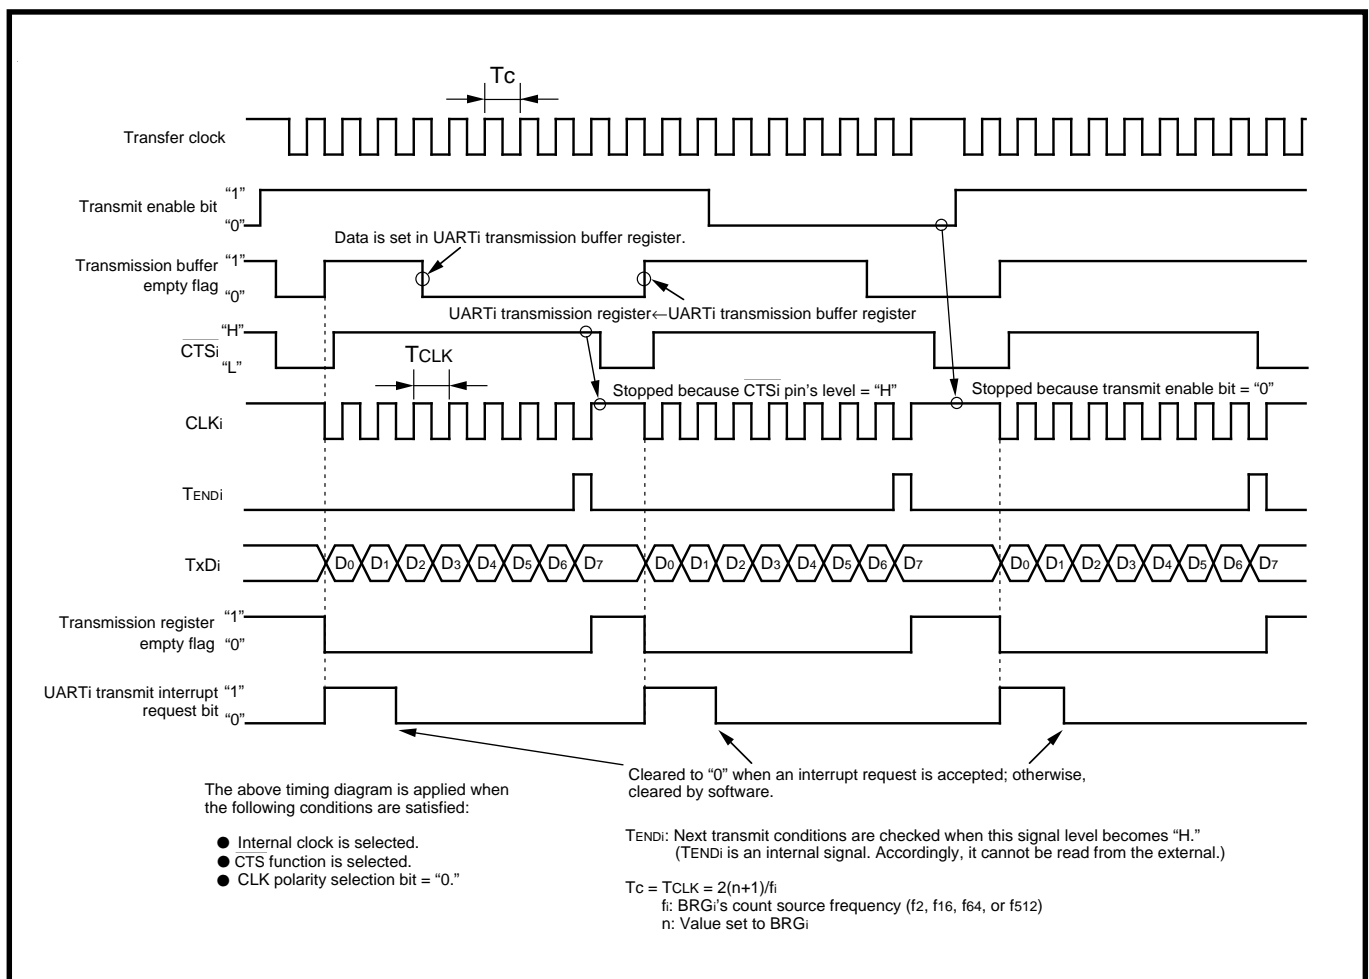 Tc
Transfer clock
Transmit enable bit
“1”
“0”
Data is set in UARTi transmission buffer register.
Transmission buffer
empty flag
“1”
“0”
UARTi transmission register←UARTi transmission buffer register
CTSi
“H”
“L”
TCLK
Stopped because CTSi pin’s level = “H”
Stopped because transmit enable bit = “0”
CLKi
TENDi
TxDi
D0 D1 D2 D3 D4 D5 D6 D7 D0 D1 D2 D3 D4 D5 D6 D7 D0 D1 D2 D3 D4 D5 D6 D7
Transmission register
empty flag
“1”
“0”
UARTi transmit interrupt
request bit
“1”
“0”
Cleared to “0” when an interrupt request is accepted; otherwise,
cleared by software.
The above timing diagram is applied when
the following conditions are satisfied:
● Internal clock is selected.
● CTS function is selected.
● CLK polarity selection bit = “0.”
TENDi: Next transmit conditions are checked when this signal level becomes “H.”
(TENDi is an internal signal. Accordingly, it cannot be read from the external.)
Tc = TCLK = 2(n+1)/fi
fi: BRGi’s count source frequency (f2, f16, f64, or f512)
n: Value set to BRGi